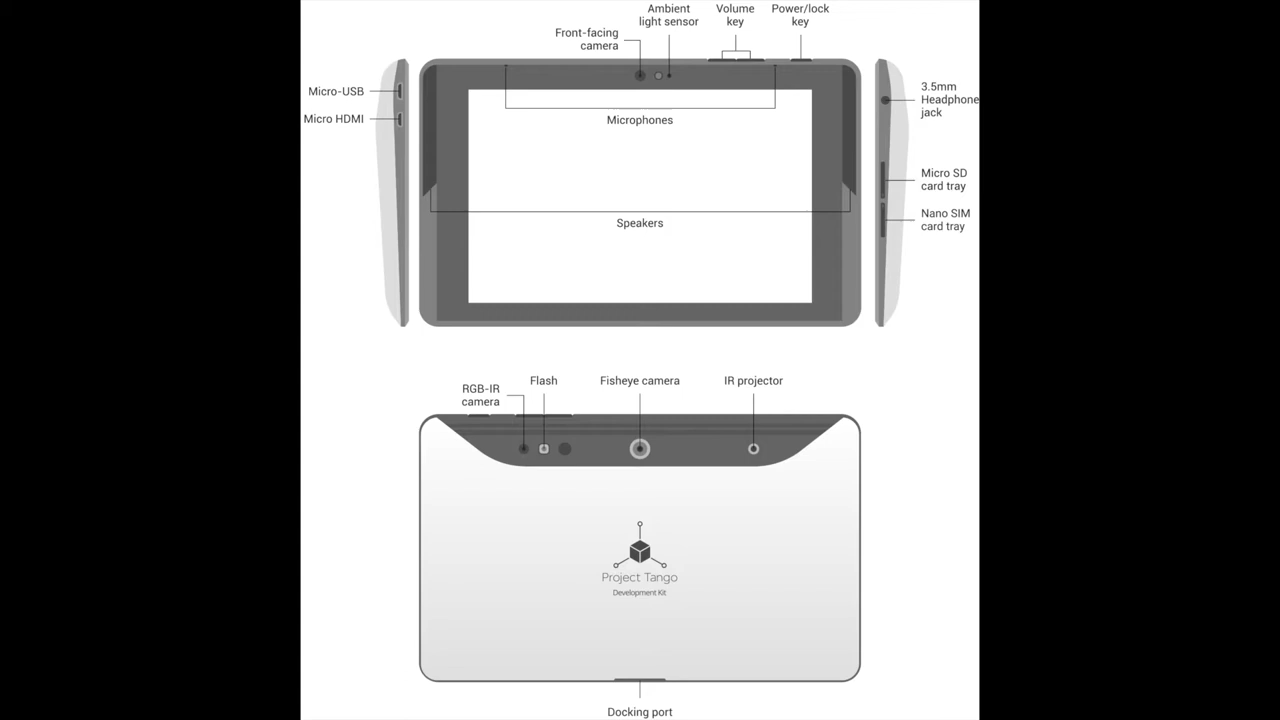 Ambient
light sensor
Volume
key
Power/lock
key
Front-facing
camera
Micro-USB
Micro HDMI
Microphones
3.5mm
Headphone
jack
Micro SD
card tray
Nano SIM
card tray
Speakers
RGB-IR
camera
Flash
Fisheye camera
IR projector
Project Tango
Development Kit
Docking port